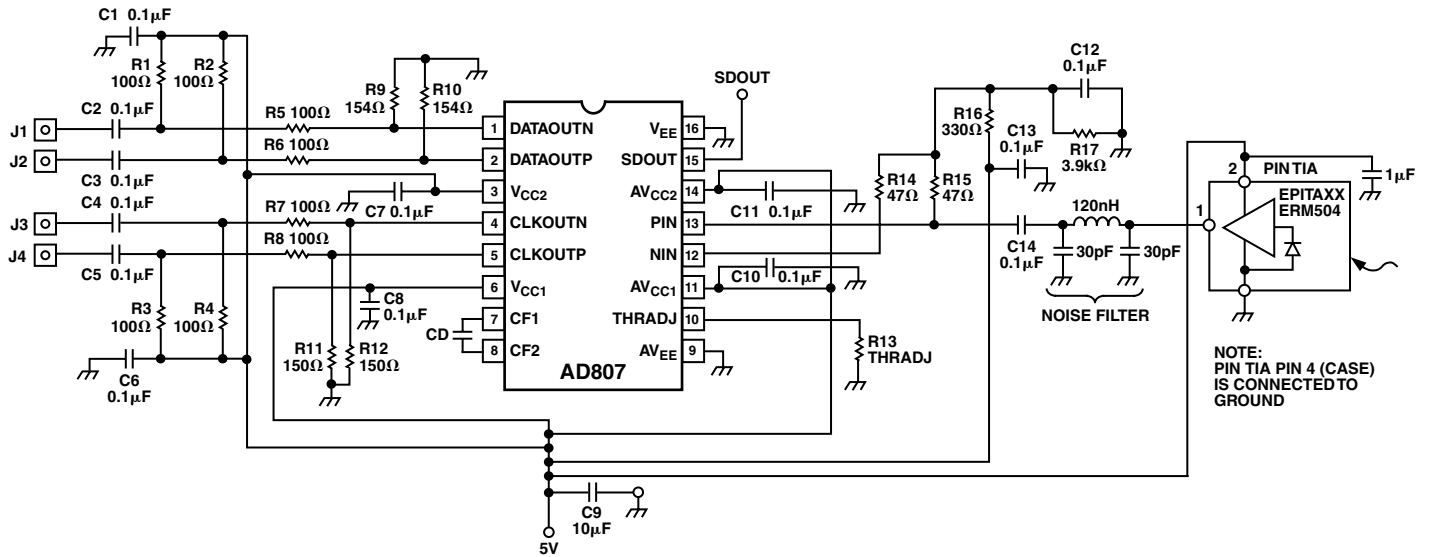 C1 0.1μF
R1
100Ω
R2
100Ω
C2 0.1μF
J1
R5 100Ω
R9
154Ω
R10
154Ω
J2
R6 100Ω
C3
0.1μF
C4
0.1μF
C7 0.1μF
J3
R7 100Ω
J4
R8 100Ω
C5 0.1μF
C8
0.1μF
R3
100Ω
R4
100Ω
CD
R11
150Ω
R12
150Ω
C6
0.1μF
1 DATAOUTN
2 DATAOUTP
3 VCC2
4 CLKOUTN
5 CLKOUTP
6 VCC1
7 CF1
8 CF2
VEE 16
SDOUT 15
AVCC2 14
PIN 13
NIN 12
AVCC1 11
THRADJ 10
AVEE 9
AD807
SDOUT
C12
0.1μF
R16
330Ω
C13
0.1μF
R17
3.9kΩ
R14
47Ω
R15
47Ω
C11 0.1μF
C10 0.1μF
R13
THRADJ
C14
0.1μF
120nH
30pF
30pF
NOISE FILTER
2 PIN TIA
1μF
1
EPITAXX
ERM504
NOTE:
PIN TIA PIN 4 (CASE)
IS CONNECTED TO
GROUND
C9
10μF
5V